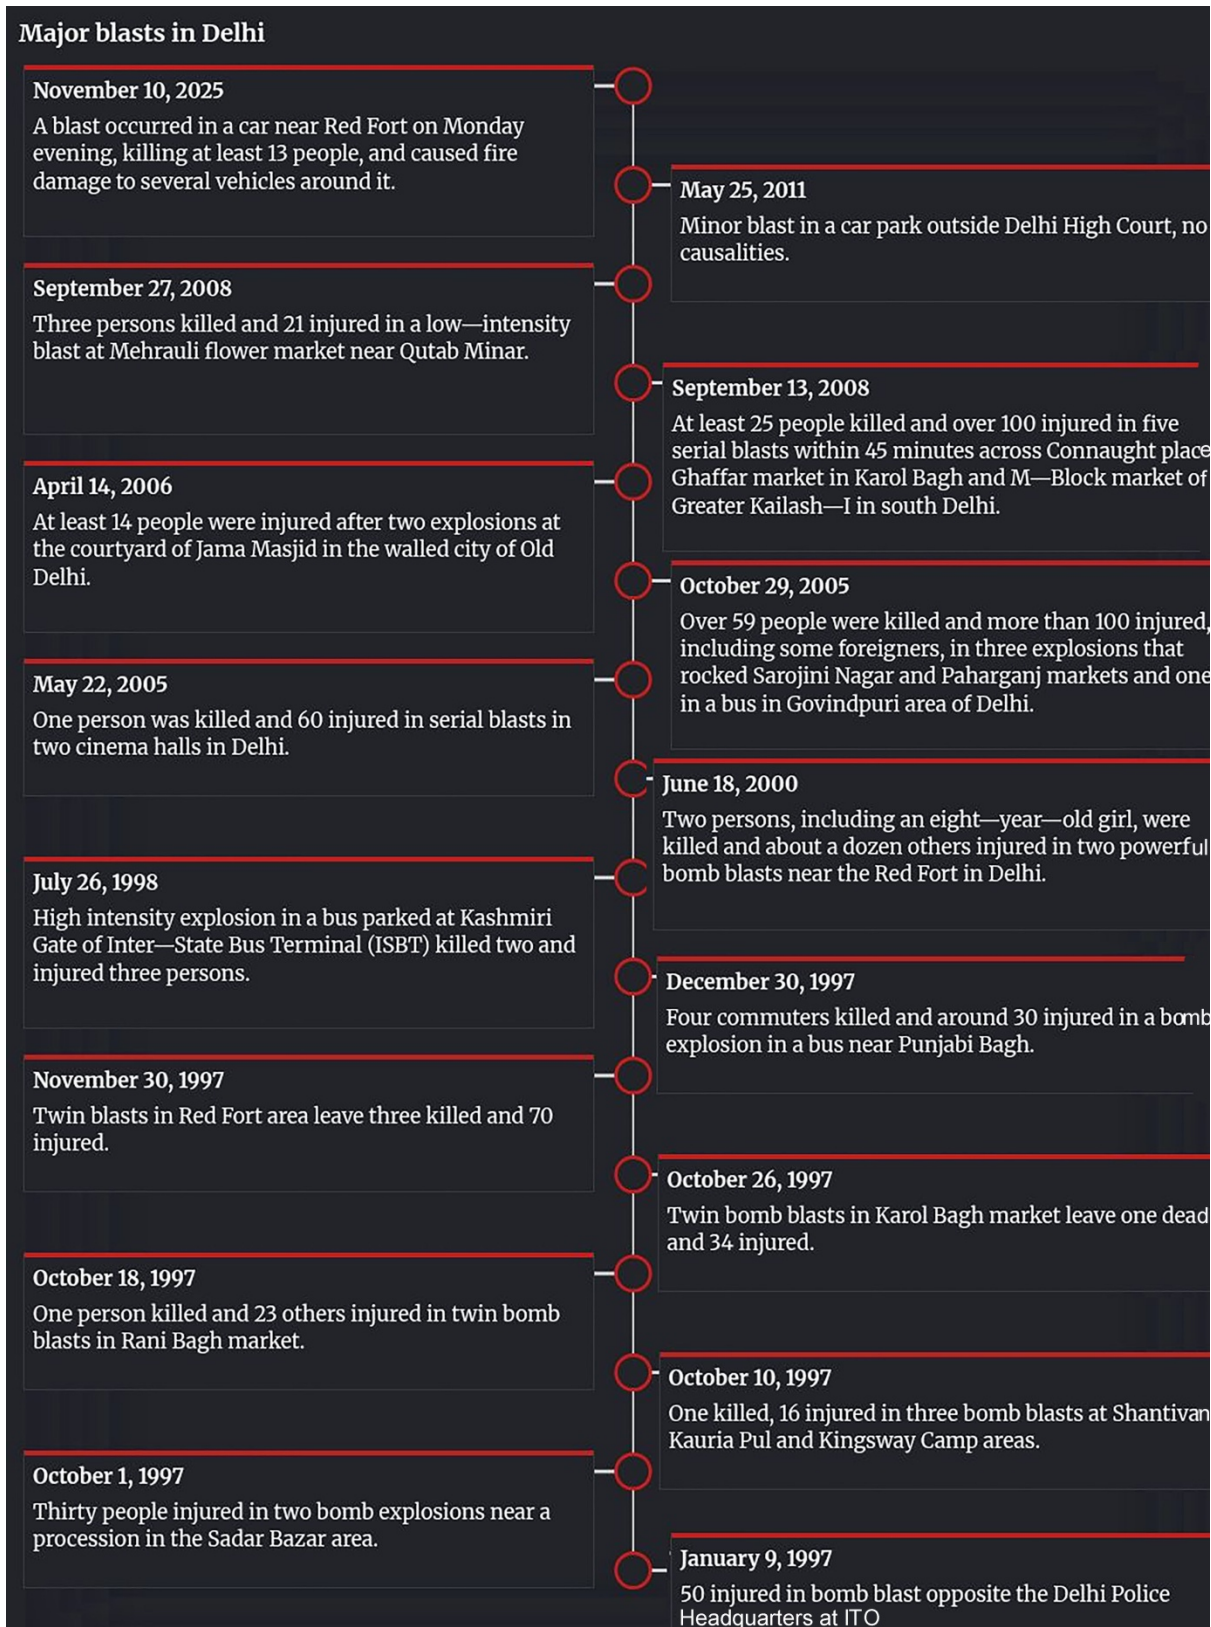 Major blasts in Delhi
November 10, 2025
A blast occurred in a car near Red Fort on Monday
evening, killing at least 13 people, and caused fire
damage to several vehicles around it.
May 25, 2011
Minor blast in a car park outside Delhi High Court, no
causalities.
September 27, 2008
Three persons killed and 21 injured in a low—intensity
blast at Mehrauli flower market near Qutab Minar.
September 13, 2008
At least 25 people killed and over 100 injured in five
serial blasts within 45 minutes across Connaught place
Ghaffar market in Karol Bagh and M—Block market of
Greater Kailash—I in south Delhi.
April 14, 2006
At least 14 people were injured after two explosions at
the courtyard of Jama Masjid in the walled city of Old
Delhi.
October 29, 2005
Over 59 people were killed and more than 100 injured,
including some foreigners, in three explosions that
rocked Sarojini Nagar and Paharganj markets and one
in a bus in Govindpuri area of Delhi.
May 22, 2005
One person was killed and 60 injured in serial blasts in
two cinema halls in Delhi.
June 18, 2000
Two persons, including an eight—year—old girl, were
killed and about a dozen others injured in two powerful
bomb blasts near the Red Fort in Delhi.
July 26, 1998
High intensity explosion in a bus parked at Kashmiri
Gate of Inter—State Bus Terminal (ISBT) killed two and
injured three persons.
December 30, 1997
Four commuters killed and around 30 injured in a bomb
explosion in a bus near Punjabi Bagh.
November 30, 1997
Twin blasts in Red Fort area leave three killed and 70
injured.
October 26, 1997
Twin bomb blasts in Karol Bagh market leave one dead
and 34 injured.
October 18, 1997
One person killed and 23 others injured in twin bomb
blasts in Rani Bagh market.
October 10, 1997
One killed, 16 injured in three bomb blasts at Shantivan
Kauria Pul and Kingsway Camp areas.
October 1, 1997
Thirty people injured in two bomb explosions near a
procession in the Sadar Bazar area.
January 9, 1997
50 injured in bomb blast opposite the Delhi Police
Headquarters at ITO